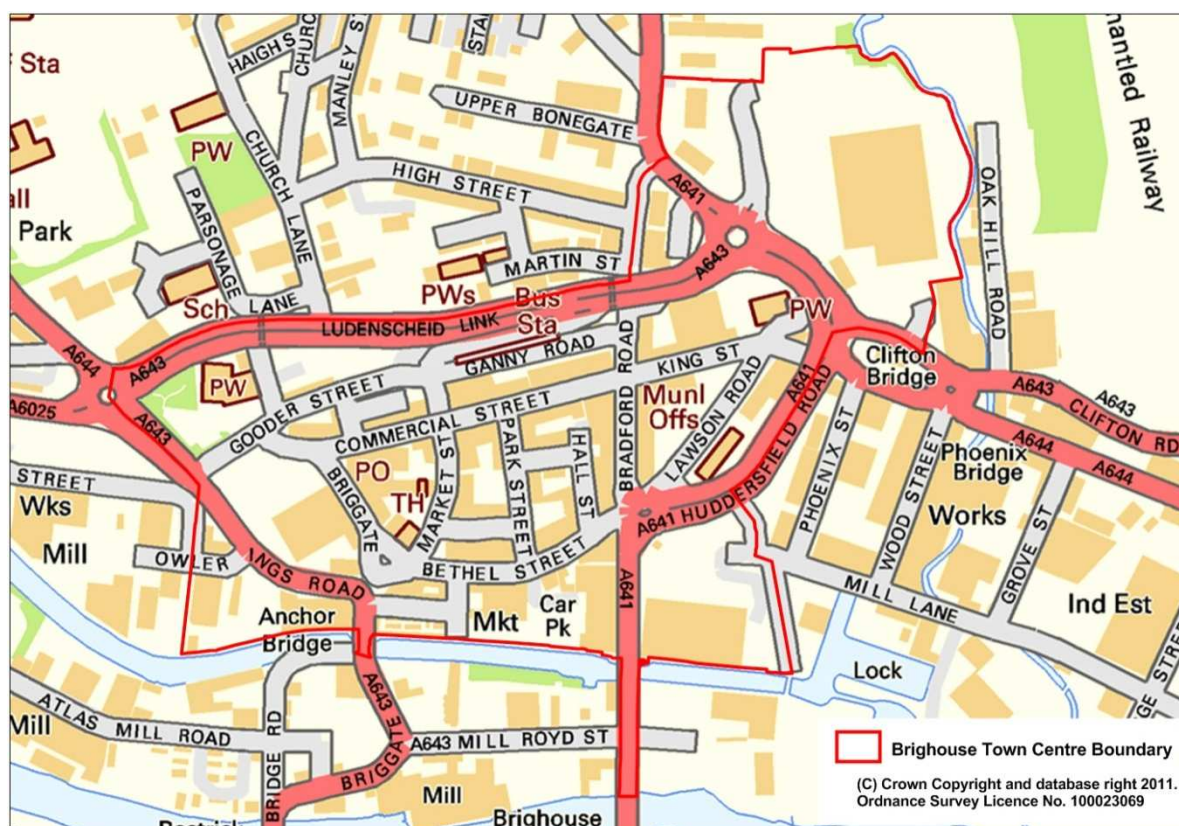 HAIGH S
CHURCH
MANLEY ST
STA
f Sta
PW
UPPER BONEGATE
mantled Railway
CHURCH LANE
HIGH STREET
A641
OAK HILL ROAD
all
Park
PARSONAGE
LANE
Sch
PWs
MARTIN ST
Bus
Sta
A643
LUDENSCHEID LINK
PW
Clifton
Bridge
A644
A643
A6025
A643
PW
GOODER STREET
GANNY ROAD
BRADFORD ROAD
KING ST
Munl
Offs
LAWSON ROAD
A641
HUDDERSFIELD ROAD
A641
A643
A643
CLIFTON RD
A644
A644
COMMERCIAL STREET
PHOENIX ST
WOOD STREET
Phoenix
Bridge
Works
GROVE ST
STREET
Wks
Mill
PO
TH
BRIGGATE
MARKET ST
PARK STREET
HALL ST
OWLER
INGS ROAD
BETHEL STREET
A641
MILL LANE
Ind Est
Anchor
Bridge
Mkt
Car
Pk
Lock
GE STREET
A643
ATLAS MILL ROAD
Mill
BRIDGE RD
BRIGGATE
A643 MILL ROYD ST
Mill
Brighouse
Brighouse Town Centre Boundary
(C) Crown Copyright and database right 2011.
Ordnance Survey Licence No. 100023069